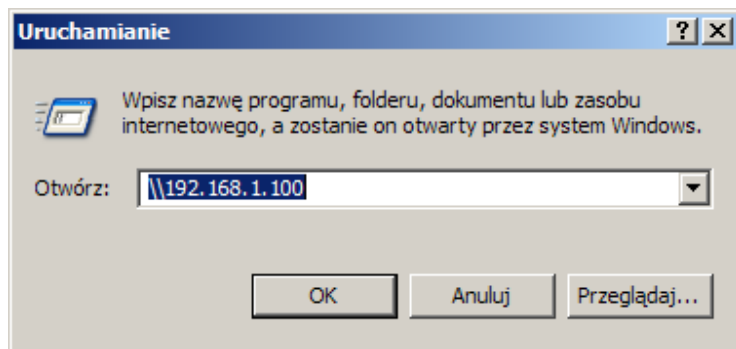 Uruchamianie
Wpisz nazwę programu, folderu, dokumentu lub zasobu
internetowego, a zostanie on otwarty przez system Windows.
Otwórz: \\192.168.1.100
OK Anuluj Przeglądaj...